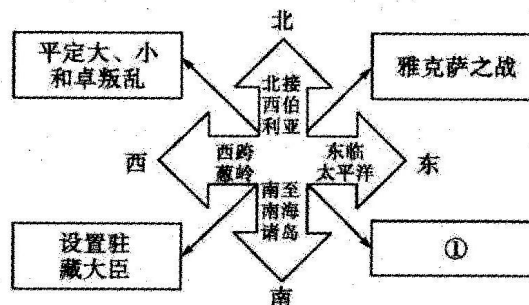 北
平定大、小
和卓叛乱
北接
西伯
利亚
雅克萨之战
西
西跨
葱岭
东临
太平洋
东
设置驻
藏大臣
南至
南海
诸岛
①
南